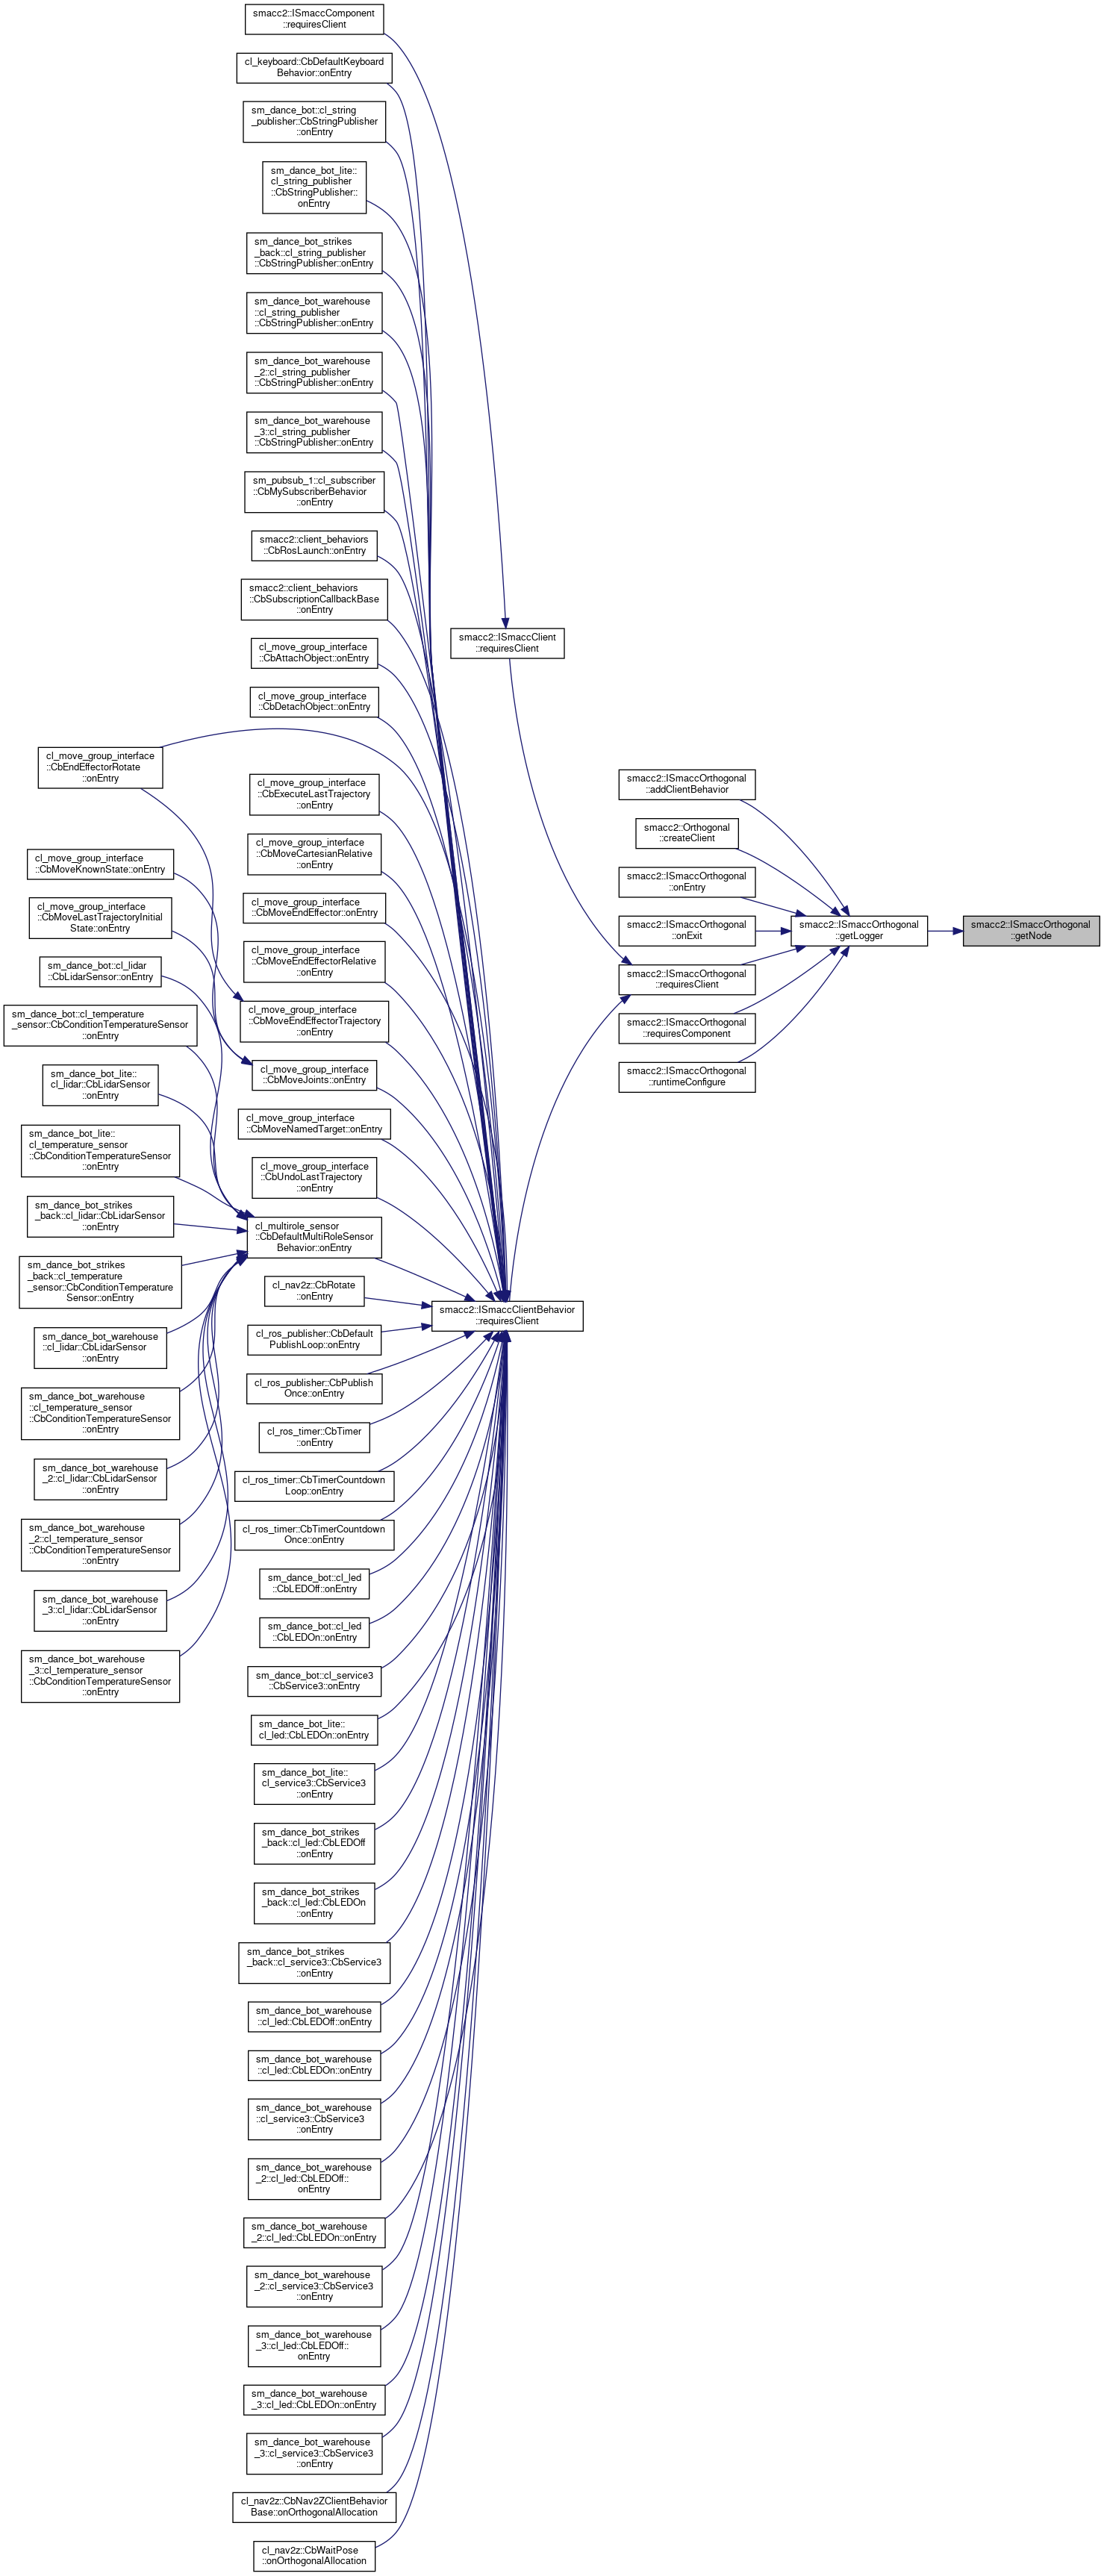 smacc2::ISmaccComponent
::requiresClient
cl_keyboard::CbDefaultKeyboard
Behavior::onEntry
sm_dance_bot::cl_string
_publisher::CbStringPublisher
::onEntry
sm_dance_bot_lite::
cl_string_publisher
::CbStringPublisher::
onEntry
sm_dance_bot_strikes
_back::cl_string_publisher
::CbStringPublisher::onEntry
sm_dance_bot_warehouse
::cl_string_publisher
::CbStringPublisher::onEntry
sm_dance_bot_warehouse
_2::cl_string_publisher
::CbStringPublisher::onEntry
sm_dance_bot_warehouse
_3::cl_string_publisher
::CbStringPublisher::onEntry
sm_pubsub_1::cl_subscriber
::CbMySubscriberBehavior
::onEntry
smacc2::client_behaviors
::CbRosLaunch::onEntry
smacc2::client_behaviors
::CbSubscriptionCallbackBase
::onEntry
smacc2::ISmaccClient
::requiresClient
cl_move_group_interface
::CbAttachObject::onEntry
cl_move_group_interface
::CbDetachObject::onEntry
cl_move_group_interface
::CbEndEffectorRotate
::onEntry
cl_move_group_interface
::CbExecuteLastTrajectory
::onEntry
cl_move_group_interface
::CbMoveCartesianRelative
::onEntry
cl_move_group_interface
::CbMoveKnownState::onEntry
cl_move_group_interface
::CbMoveEndEffector::onEntry
cl_move_group_interface
::CbMoveLastTrajectoryInitial
State::onEntry
cl_move_group_interface
::CbMoveEndEffectorRelative
::onEntry
sm_dance_bot::cl_lidar
::CbLidarSensor::onEntry
cl_move_group_interface
::CbMoveEndEffectorTrajectory
::onEntry
sm_dance_bot::cl_temperature
_sensor::CbConditionTemperatureSensor
::onEntry
cl_move_group_interface
::CbMoveJoints::onEntry
sm_dance_bot_lite::
cl_lidar::CbLidarSensor
::onEntry
cl_move_group_interface
::CbMoveNamedTarget::onEntry
sm_dance_bot_lite::
cl_temperature_sensor
::CbConditionTemperatureSensor
::onEntry
cl_move_group_interface
::CbUndoLastTrajectory
::onEntry
sm_dance_bot_strikes
_back::cl_lidar::CbLidarSensor
::onEntry
cl_multirole_sensor
::CbDefaultMultiRoleSensor
Behavior::onEntry
sm_dance_bot_strikes
_back::cl_temperature
_sensor::CbConditionTemperature
Sensor::onEntry
cl_nav2z::CbRotate
::onEntry
smacc2::ISmaccClientBehavior
::requiresClient
smacc2::ISmaccOrthogonal
::addClientBehavior
smacc2::Orthogonal
::createClient
smacc2::ISmaccOrthogonal
::onEntry
smacc2::ISmaccOrthogonal
::onExit
smacc2::ISmaccOrthogonal
::requiresClient
smacc2::ISmaccOrthogonal
::requiresComponent
smacc2::ISmaccOrthogonal
::runtimeConfigure
smacc2::ISmaccOrthogonal
::getLogger
smacc2::ISmaccOrthogonal
::getNode
sm_dance_bot_warehouse
::cl_lidar::CbLidarSensor
::onEntry
cl_ros_publisher::CbDefault
PublishLoop::onEntry
sm_dance_bot_warehouse
::cl_temperature_sensor
::CbConditionTemperatureSensor
::onEntry
cl_ros_publisher::CbPublish
Once::onEntry
cl_ros_timer::CbTimer
::onEntry
sm_dance_bot_warehouse
_2::cl_lidar::CbLidarSensor
::onEntry
cl_ros_timer::CbTimerCountdown
Loop::onEntry
sm_dance_bot_warehouse
_2::cl_temperature_sensor
::CbConditionTemperatureSensor
::onEntry
cl_ros_timer::CbTimerCountdown
Once::onEntry
sm_dance_bot_warehouse
_3::cl_lidar::CbLidarSensor
::onEntry
sm_dance_bot::cl_led
::CbLEDOff::onEntry
sm_dance_bot::cl_led
::CbLEDOn::onEntry
sm_dance_bot_warehouse
_3::cl_temperature_sensor
::CbConditionTemperatureSensor
::onEntry
sm_dance_bot::cl_service3
::CbService3::onEntry
sm_dance_bot_lite::
cl_led::CbLEDOn::onEntry
sm_dance_bot_lite::
cl_service3::CbService3
::onEntry
sm_dance_bot_strikes
_back::cl_led::CbLEDOff
::onEntry
sm_dance_bot_strikes
_back::cl_led::CbLEDOn
::onEntry
sm_dance_bot_strikes
_back::cl_service3::CbService3
::onEntry
sm_dance_bot_warehouse
::cl_led::CbLEDOff::onEntry
sm_dance_bot_warehouse
::cl_led::CbLEDOn::onEntry
sm_dance_bot_warehouse
::cl_service3::CbService3
::onEntry
sm_dance_bot_warehouse
_2::cl_led::CbLEDOff::
onEntry
sm_dance_bot_warehouse
_2::cl_led::CbLEDOn::onEntry
sm_dance_bot_warehouse
_2::cl_service3::CbService3
::onEntry
sm_dance_bot_warehouse
_3::cl_led::CbLEDOff::
onEntry
sm_dance_bot_warehouse
_3::cl_led::CbLEDOn::onEntry
sm_dance_bot_warehouse
_3::cl_service3::CbService3
::onEntry
cl_nav2z::CbNav2ZClientBehavior
Base::onOrthogonalAllocation
cl_nav2z::CbWaitPose
::onOrthogonalAllocation